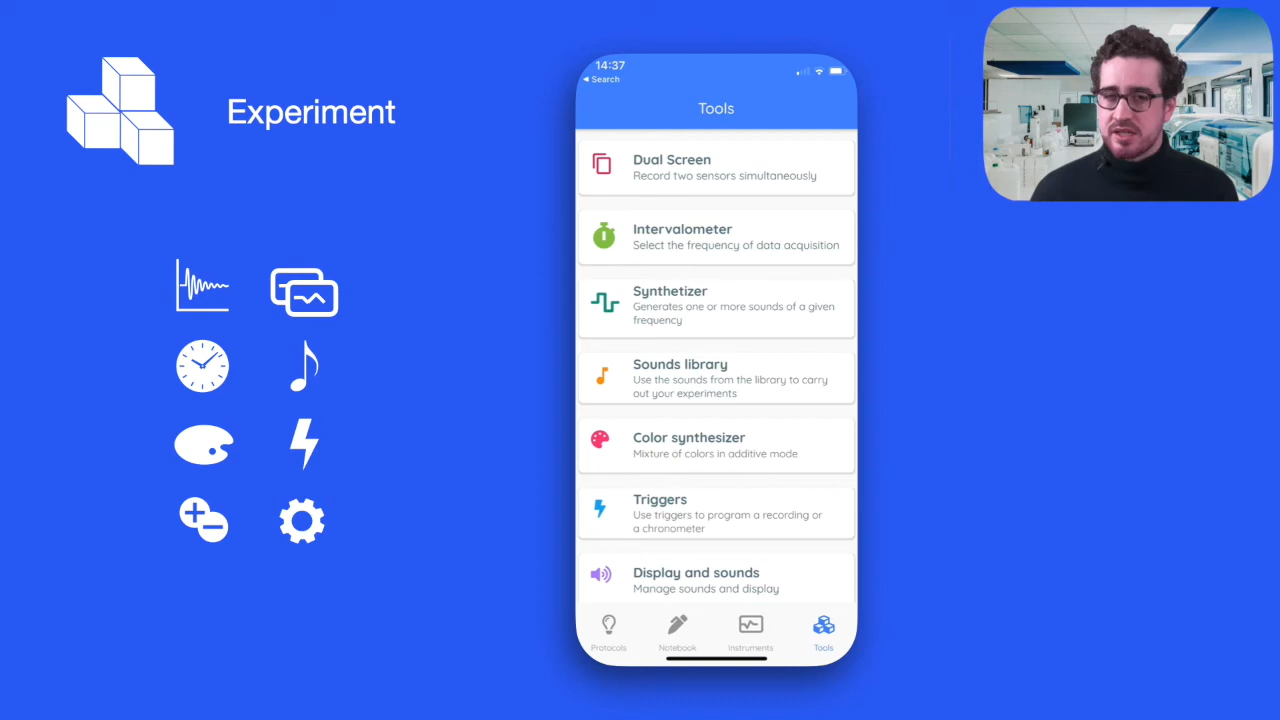 Experiment
14:37
Search
Tools
Dual Screen
Record two sensors simultaneously
Intervalometer
Select the frequency of data acquisition
Synthetizer
Generates one or more sounds of a given
frequency
Sounds library
Use the sounds from the library to carry
out your experiments
Color synthesizer
Mixture of colors in additive mode
Triggers
Use triggers to program a recording or
a chronometer
Display and sounds
Manage sounds and display
Protocols
Notebook
Instruments
Tools